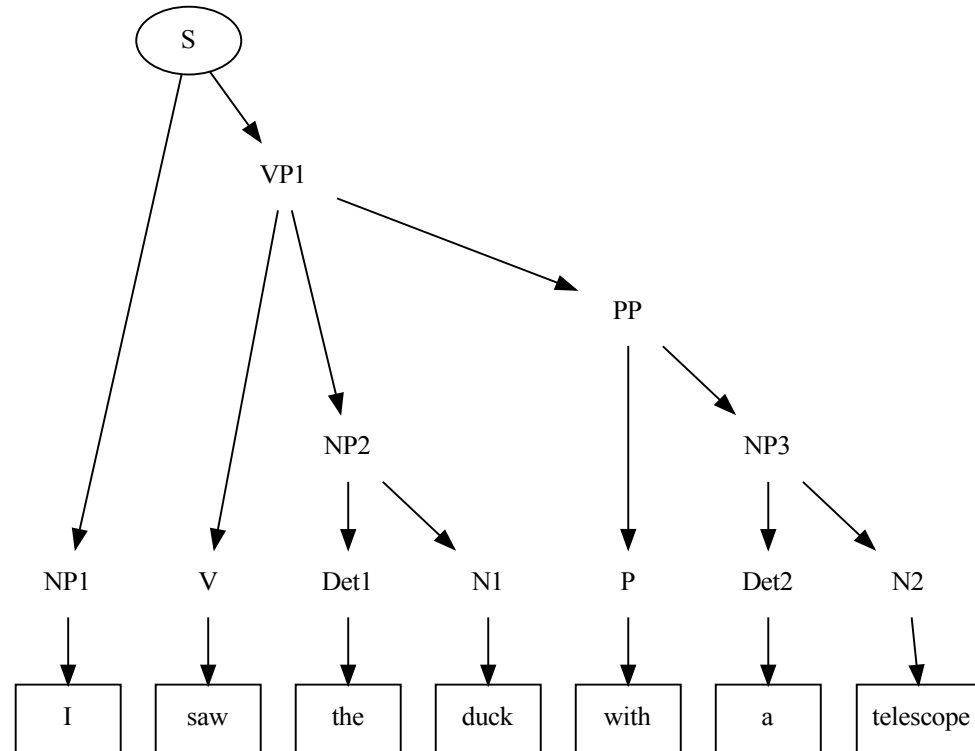 S
VP1
PP
NP2 NP3
NP1 V Det1 N1 P Det2 N2
I saw the duck with a telescope